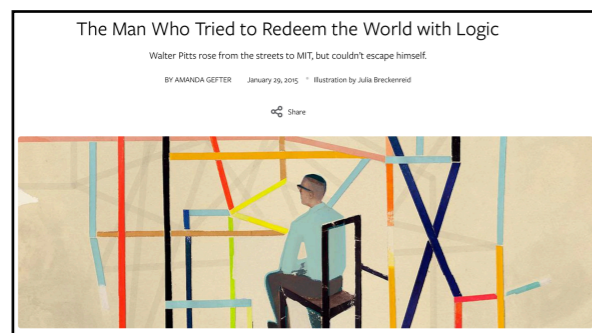 The Man Who Tried to Redeem the World with Logic
Walter Pitts rose from the streets to MIT, but couldn't escape himself.
BY AMANDA GEFTER January 29, 2015 Illustration by Julia Breckenreid
Share